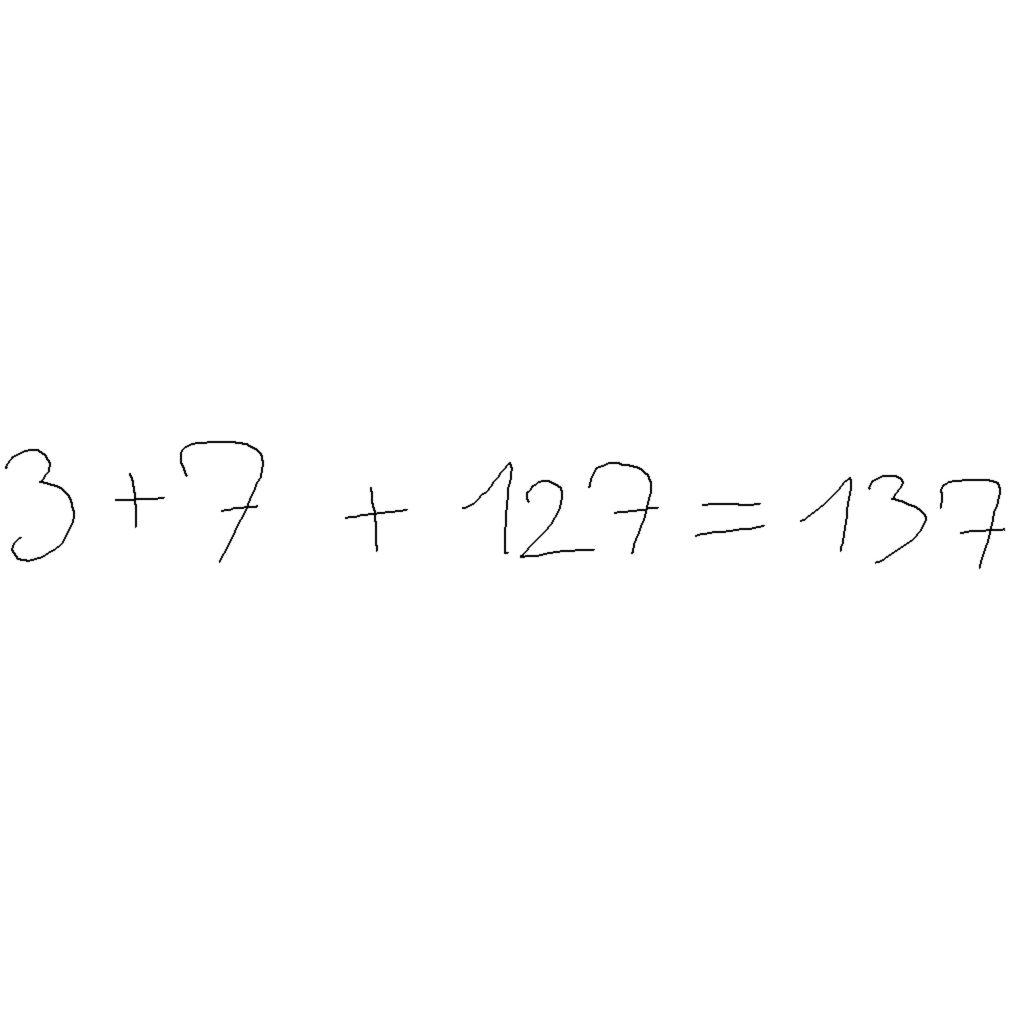 3 + 7 + 127 = 137